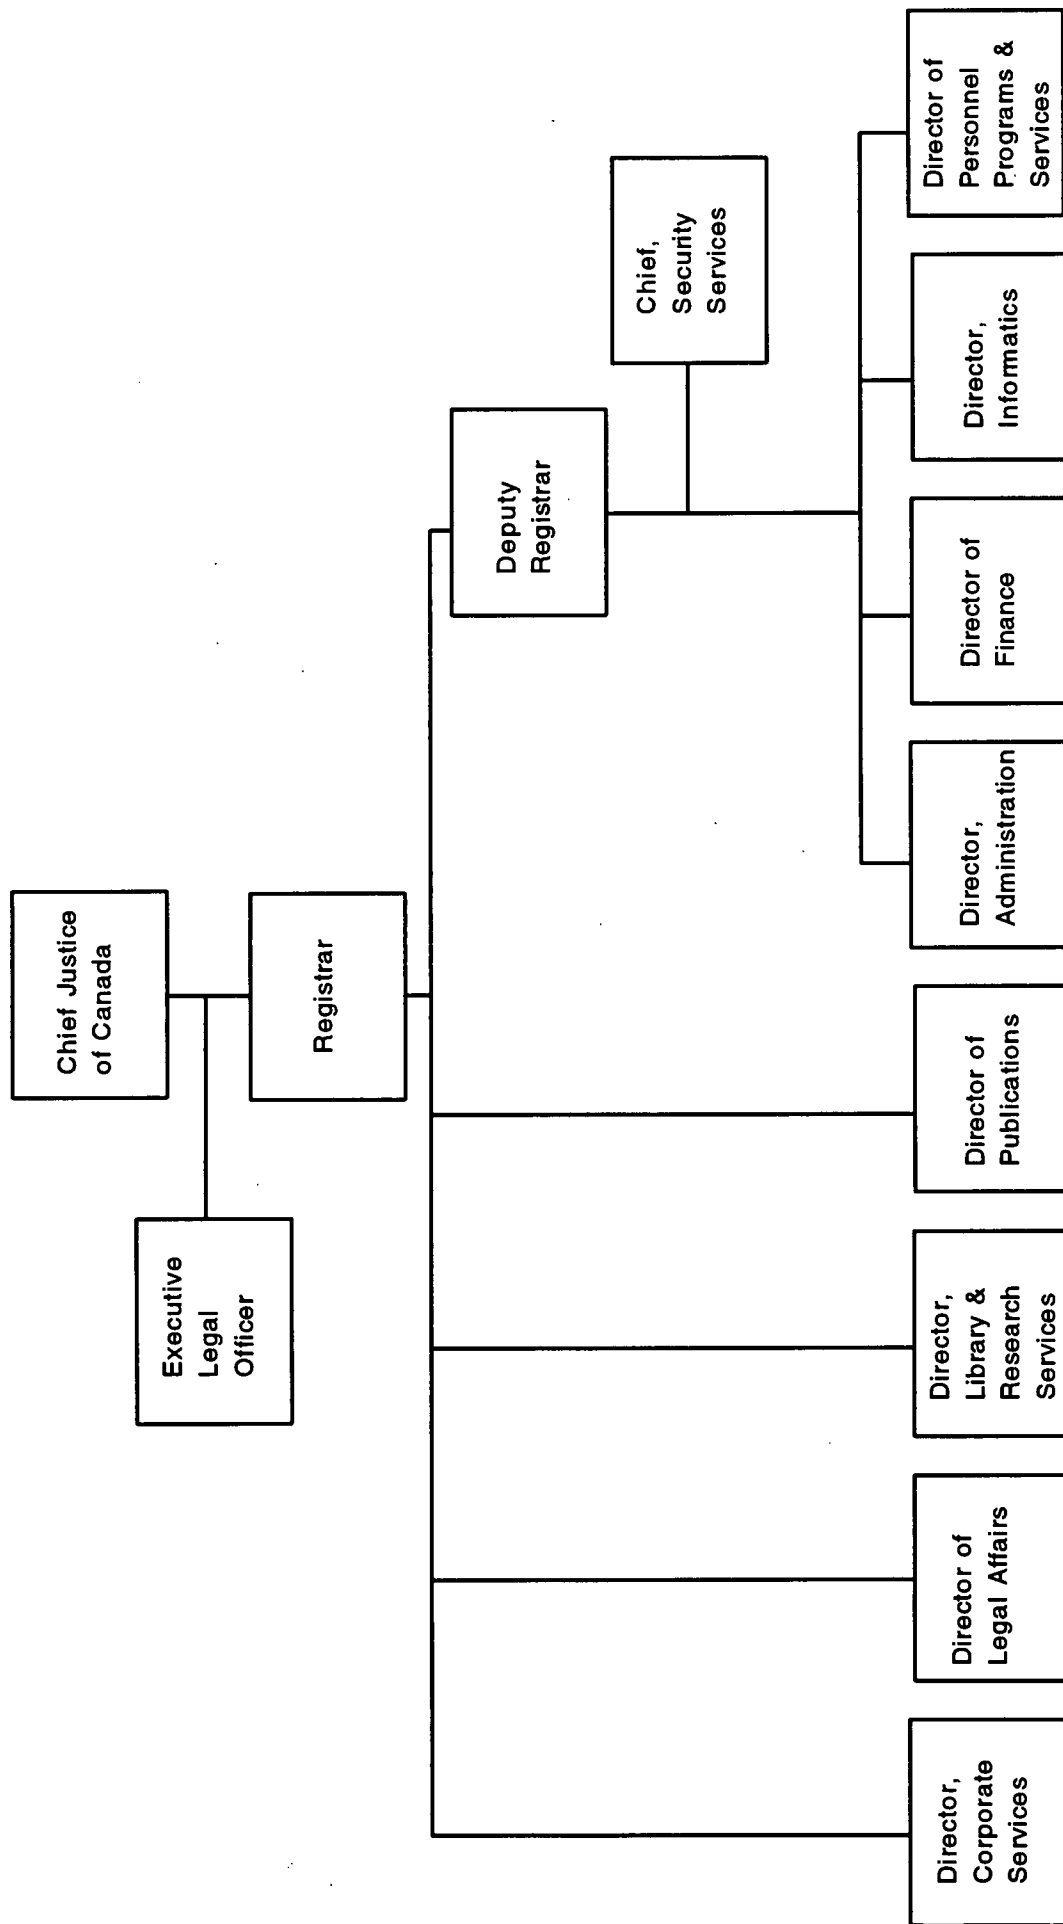 Chief Justice
of Canada
Executive
Legal
Officer
Registrar
Deputy
Registrar
Chief,
Security
Services
Director,
Corporate
Services
Director of
Legal Affairs
Director,
Library &
Research
Services
Director of
Publications
Director,
Administration
Director of
Finance
Director,
Informatics
Director of
Personnel
Programs &
Services